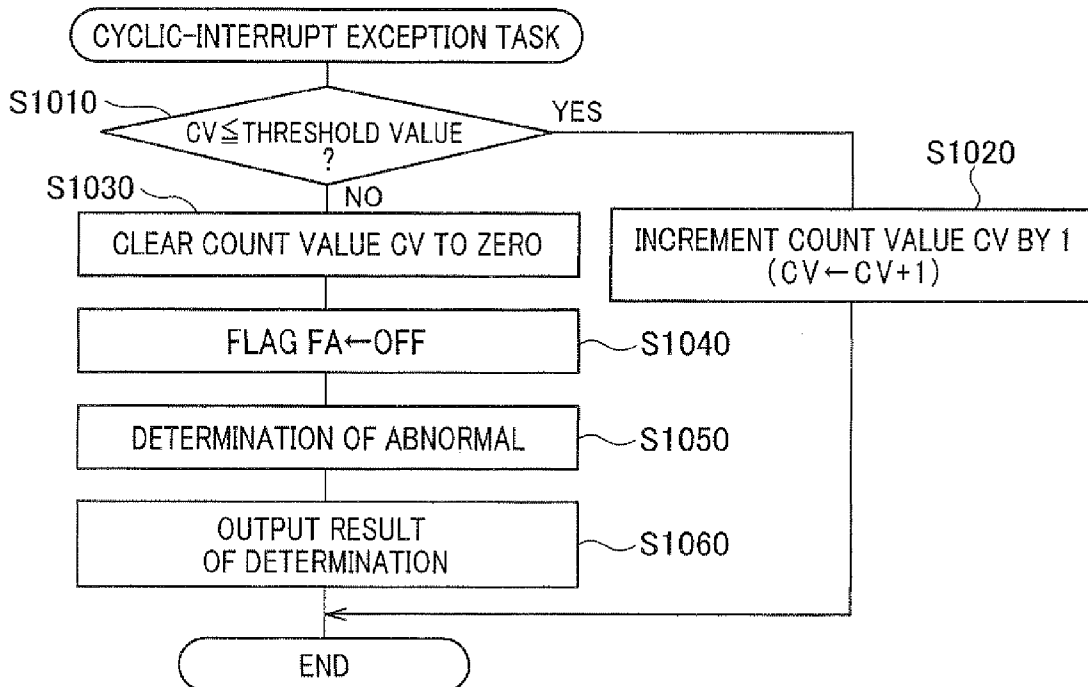 CYCLIC-INTERRUPT EXCEPTION TASK
S1010
CV≦THRESHOLD VALUE
?
YES
NO
S1020
INCREMENT COUNT VALUE CV BY 1
(CV←CV+1)
S1030
CLEAR COUNT VALUE CV TO ZERO
FLAG FA←OFF
S1040
DETERMINATION OF ABNORMAL
S1050
OUTPUT RESULT
OF DETERMINATION
S1060
END